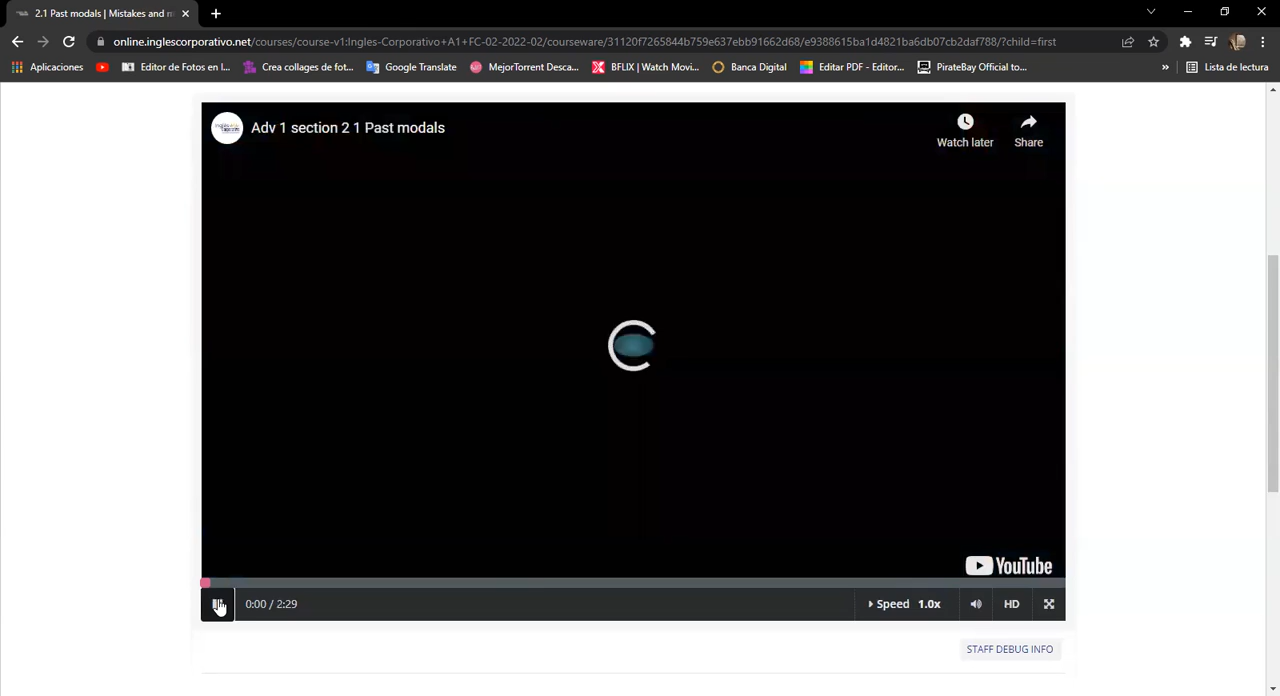 2.1 Past modals | Mistakes and m
online.inglescorporativo.net/courses/course-v1:Ingles-Corporativo+A1+FC-02-2022-02/courseware/31120f7265844b759e637ebb91662d68/e9388615ba1d4821ba6db07cb2daf788/?child=first
Aplicaciones Editor de Fotos en l... Crea collages de fot... Google Translate MejorTorrent Desca... BFLIX | Watch Movi... Banca Digital Editar PDF - Editor... PirateBay Official to... » Lista de lectura
Adv 1 section 2 1 Past modals
Watch later Share
YouTube
0:00 / 2:29 Speed 1.0x HD
STAFF DEBUG INFO